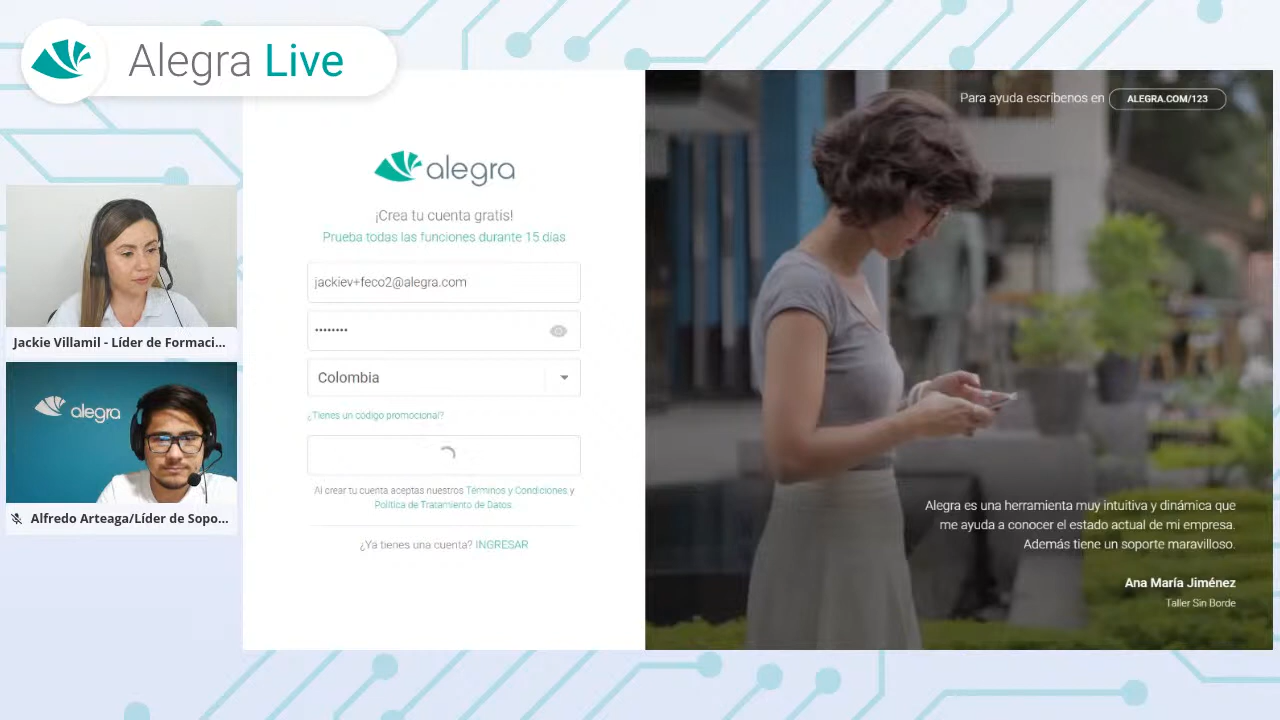 Alegra Live
Jackie Villamil - Líder de Formaci...
alegra
Alfredo Arteaga/Líder de Sopo...
alegra
¡Crea tu cuenta gratis!
Prueba todas las funciones durante 15 días
jackiev+feco2@alegra.com
••••••••
Colombia
¿Tienes un código promocional?
Al crear tu cuenta aceptas nuestros Términos y Condiciones y
Política de Tratamiento de Datos.
¿Ya tienes una cuenta? INGRESAR
Para ayuda escríbenos en ALEGRA.COM/123
Alegra es una herramienta muy intuitiva y dinámica que
me ayuda a conocer el estado actual de mi empresa.
Además tiene un soporte maravilloso.
Ana María Jiménez
Taller Sin Borde